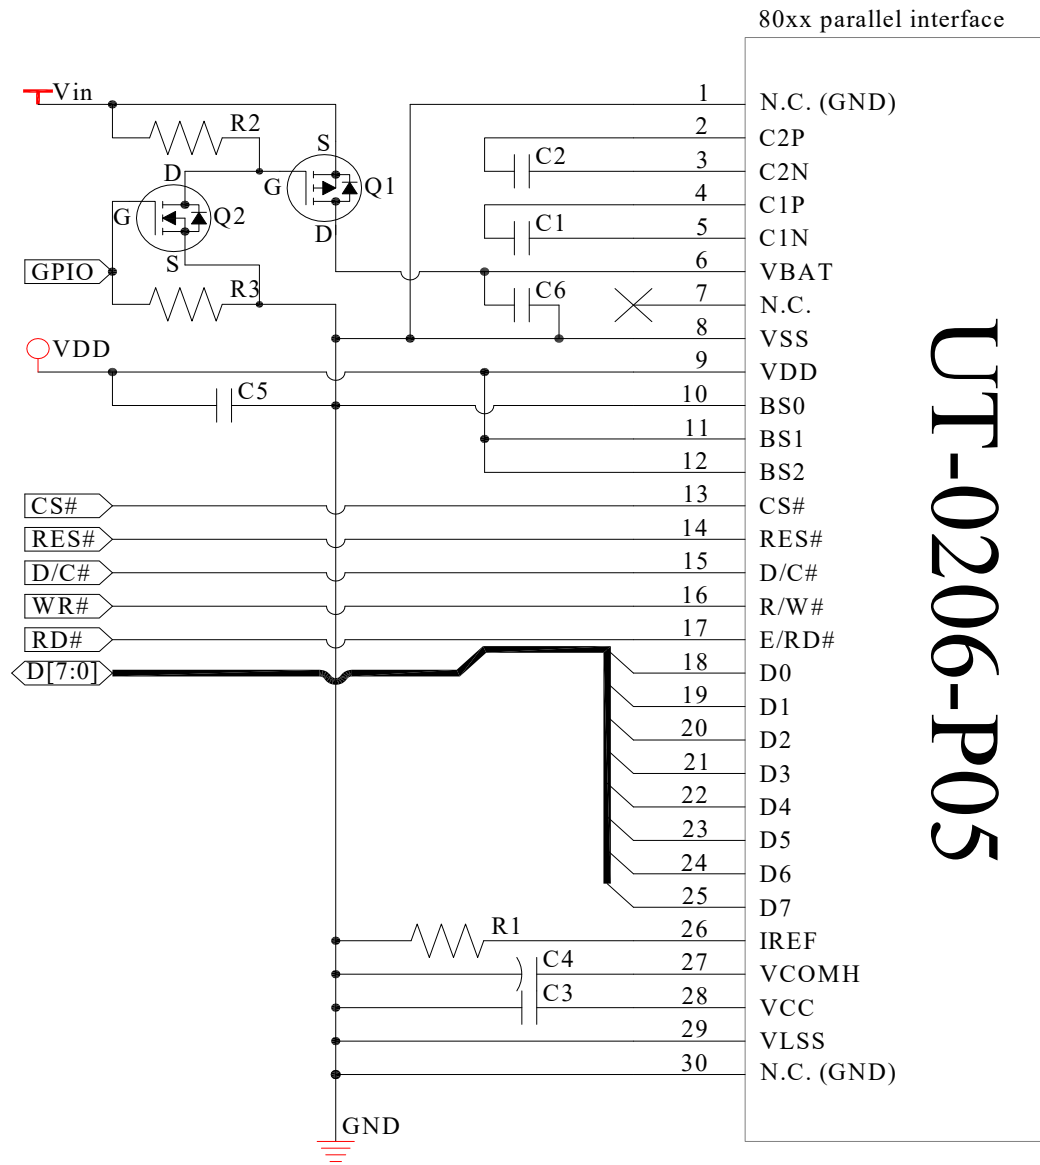 80xx parallel interface
Vin
R2
S
D
G
Q1
G
Q2
D
S
GPIO
R3
VDD
C5
CS#
RES#
D/C#
WR#
RD#
D[7:0]
C2
C1
C6
R1
C4
C3
GND
1 N.C. (GND)
2 C2P
3 C2N
4 C1P
5 C1N
6 VBAT
7 N.C.
8 VSS
9 VDD
10 BS0
11 BS1
12 BS2
13 CS#
14 RES#
15 D/C#
16 R/W#
17 E/RD#
18 D0
19 D1
20 D2
21 D3
22 D4
23 D5
24 D6
25 D7
26 IREF
27 VCOMH
28 VCC
29 VLSS
30 N.C. (GND)
UT-0206-P05